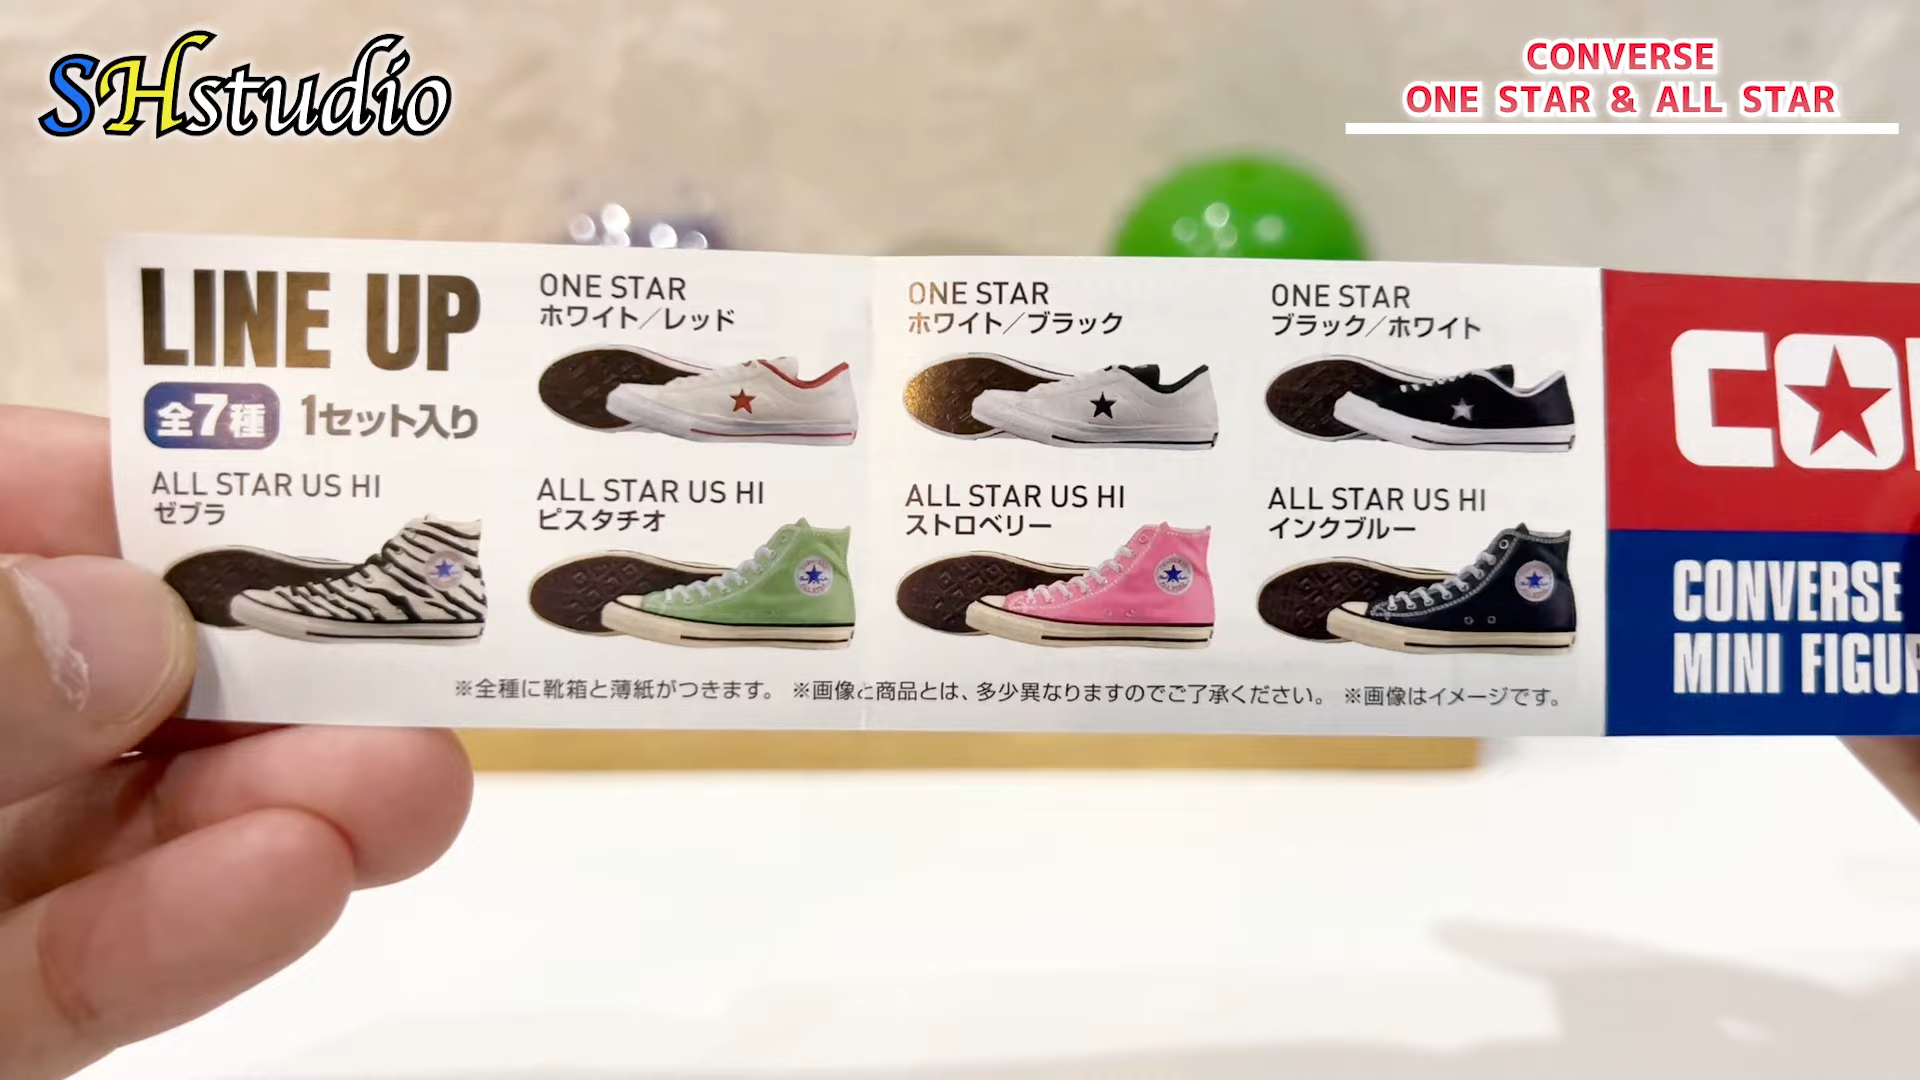 SHstudio
CONVERSE
ONE STAR & ALL STAR
LINE UP
全7種 1セット入り
ONE STAR
ホワイト／レッド
ONE STAR
ホワイト／ブラック
ONE STAR
ブラック／ホワイト
ALL STAR US HI
ゼブラ
ALL STAR US HI
ピスタチオ
ALL STAR US HI
ストロベリー
ALL STAR US HI
インクブルー
※全種に靴箱と薄紙がつきます。 ※画像と商品とは、多少異なりますのでご了承ください。 ※画像はイメージです。
CONVERSE
MINI